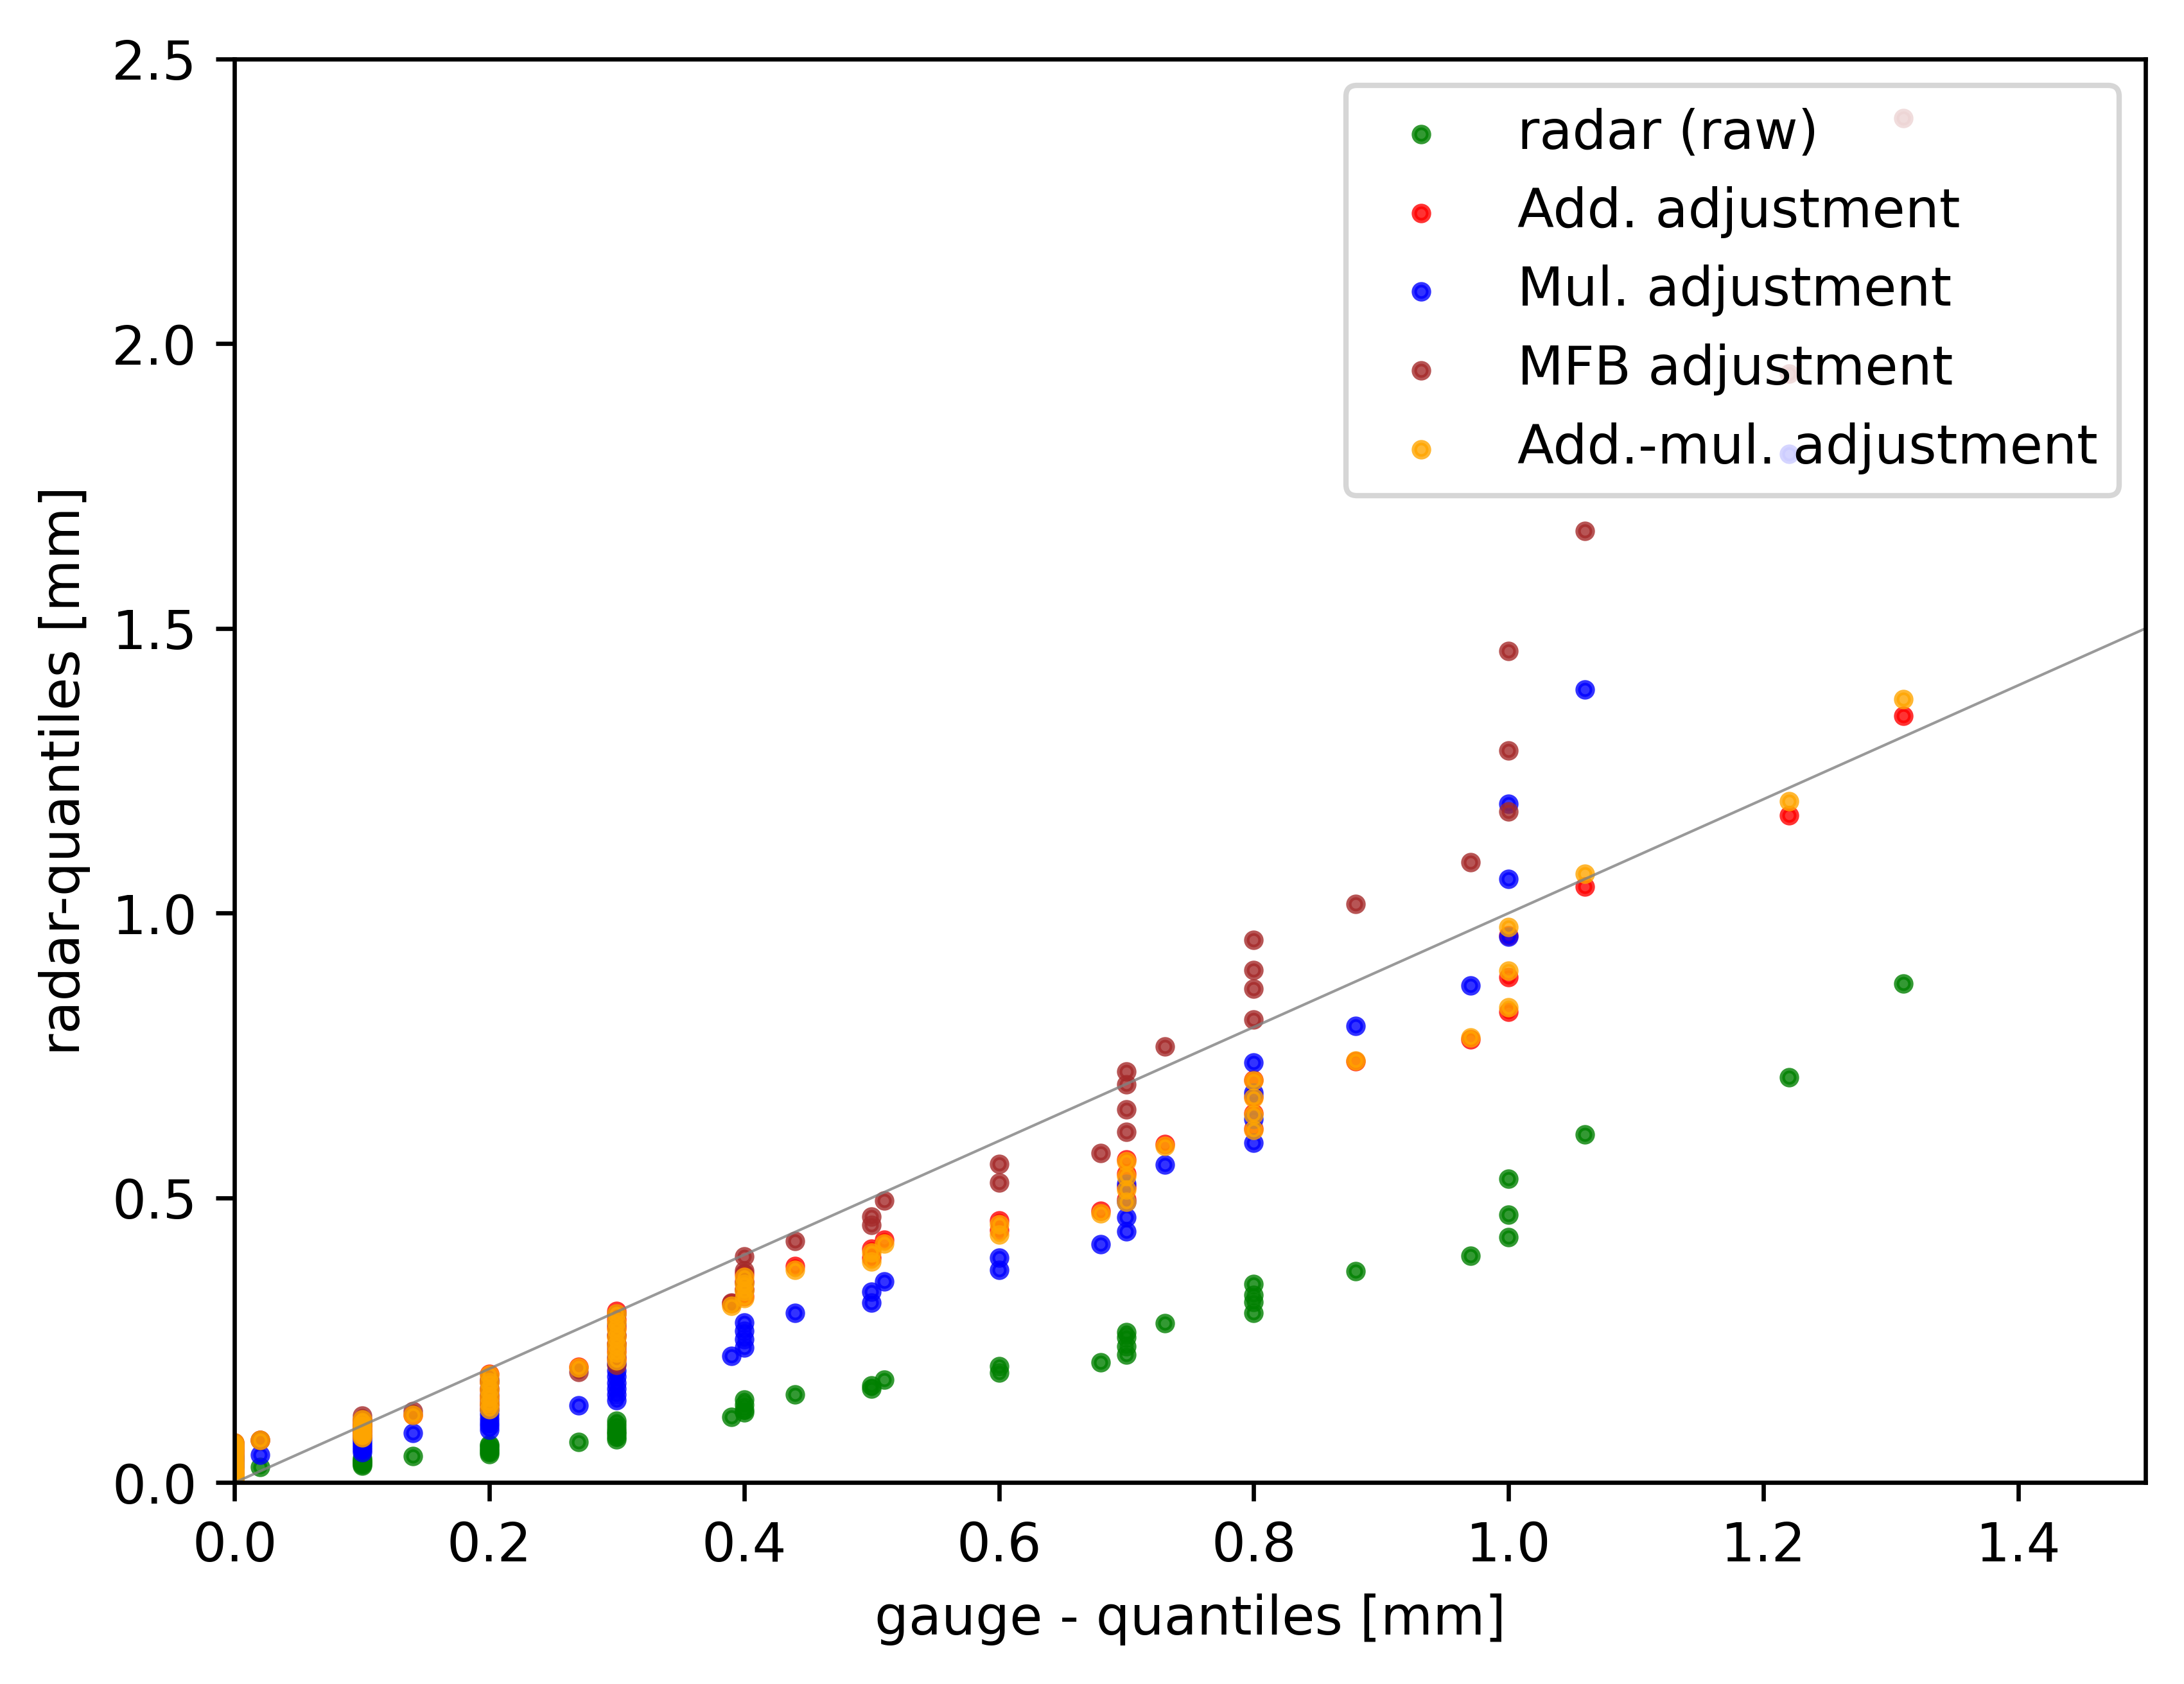 2.5
2.0
1.5
1.0
0.5
0.0
radar-quantiles [mm]
radar (raw)
Add. adjustment
Mul. adjustment
MFB adjustment
Add.-mul. adjustment
0.0 0.2 0.4 0.6 0.8 1.0 1.2 1.4
gauge - quantiles [mm]